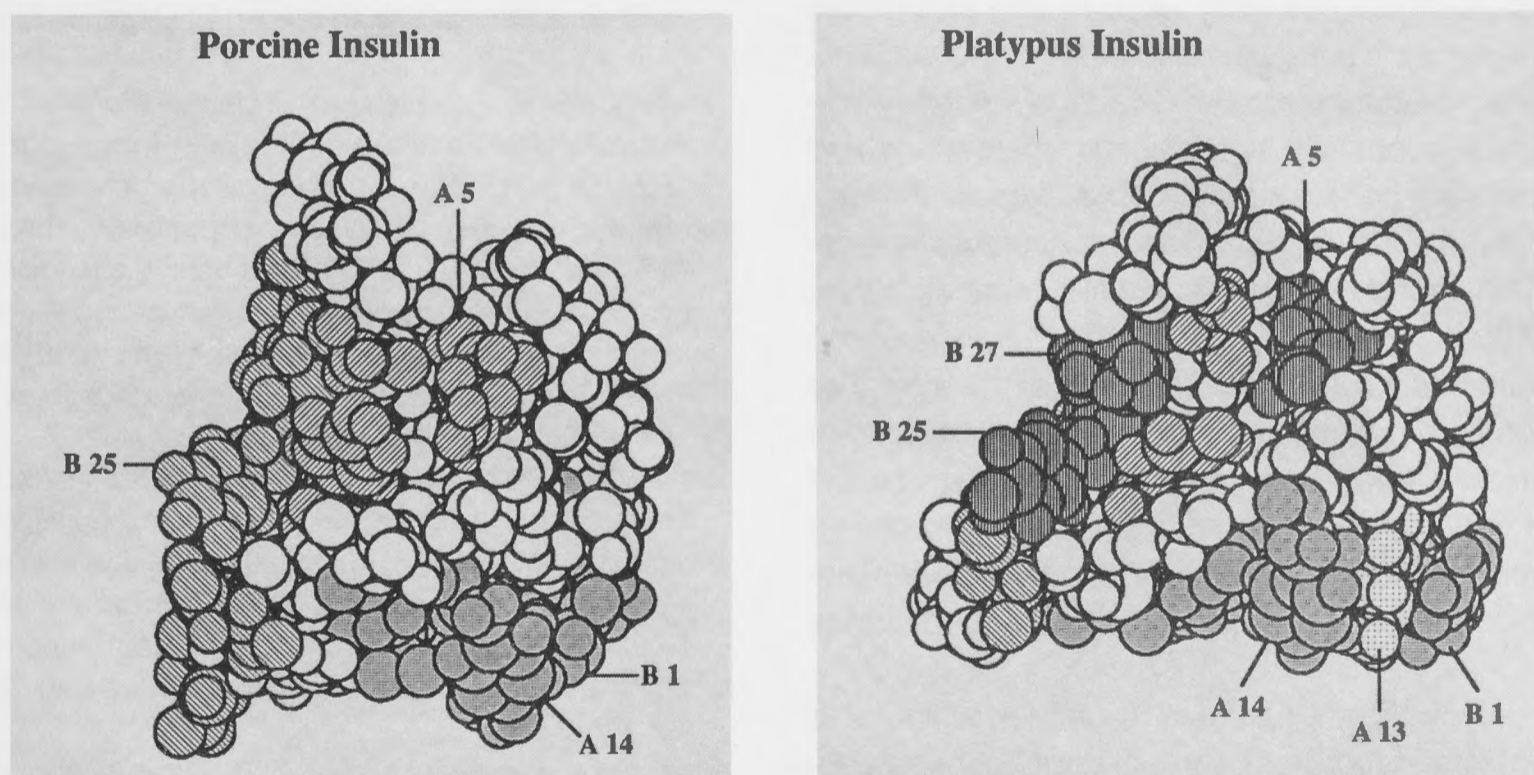 Porcine Insulin
A 5
B 25
B 1
A 14
Platypus Insulin
A 5
B 27
B 25
A 14
A 13
B 1